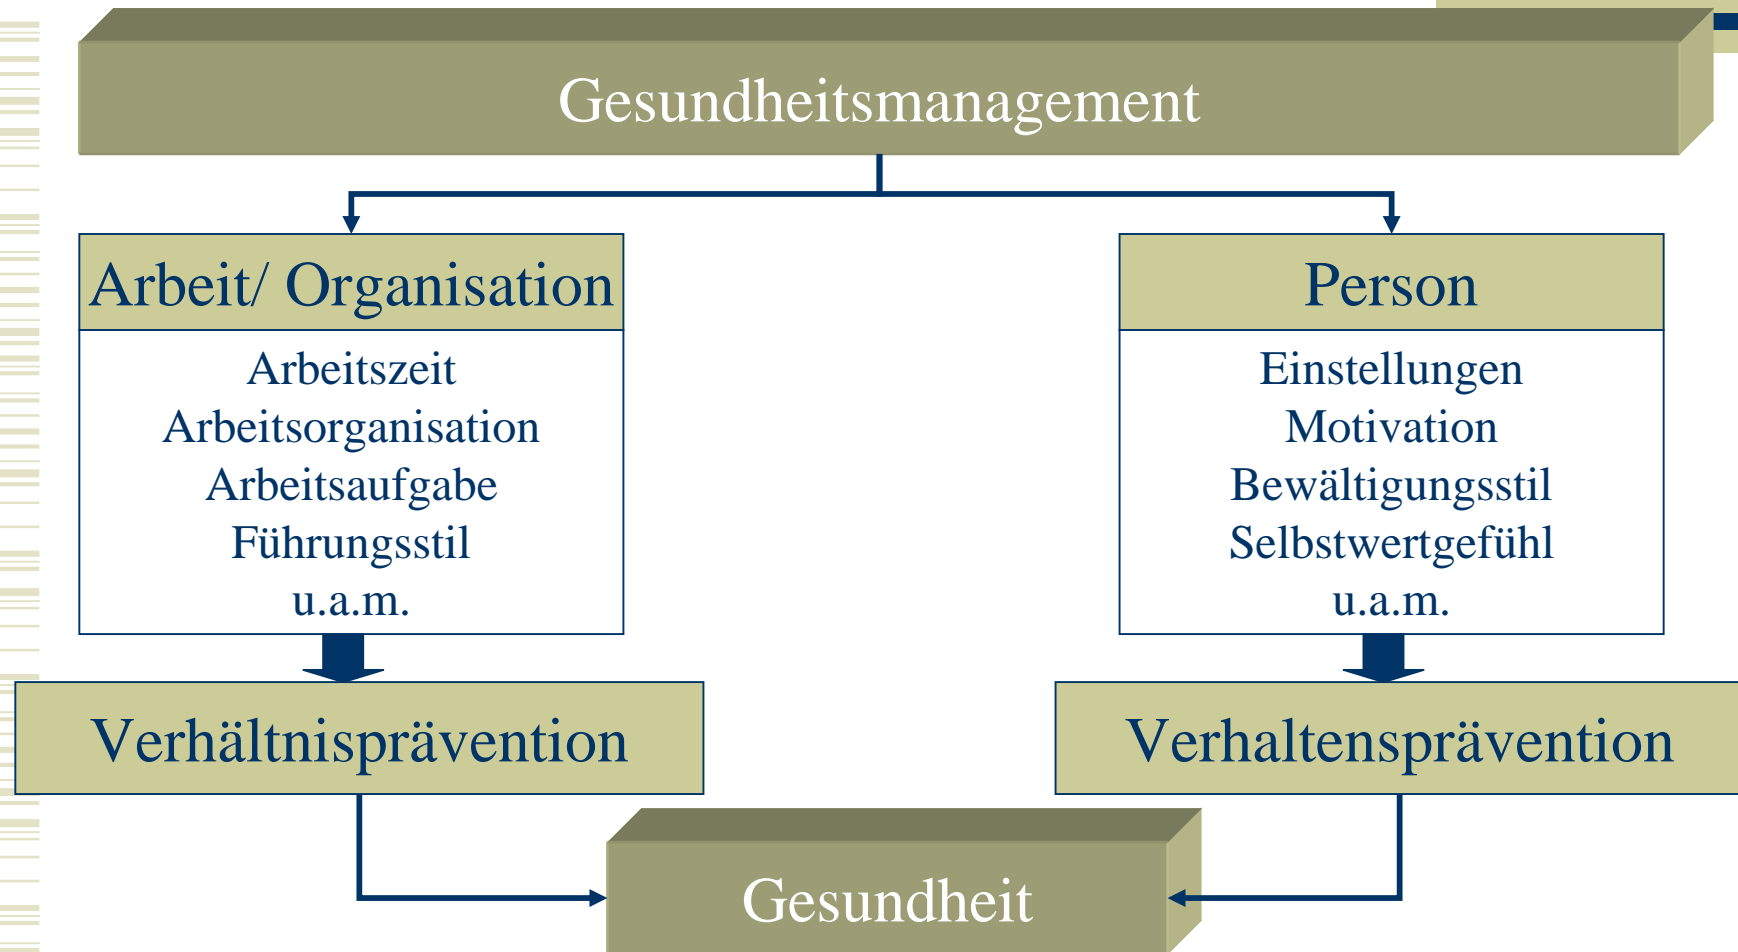 Gesundheitsmanagement
Arbeit/ Organisation
Arbeitszeit
Arbeitsorganisation
Arbeitsaufgabe
Führungsstil
u.a.m.
Verhältnisprävention
Person
Einstellungen
Motivation
Bewältigungsstil
Selbstwertgefühl
u.a.m.
Verhaltensprävention
Gesundheit